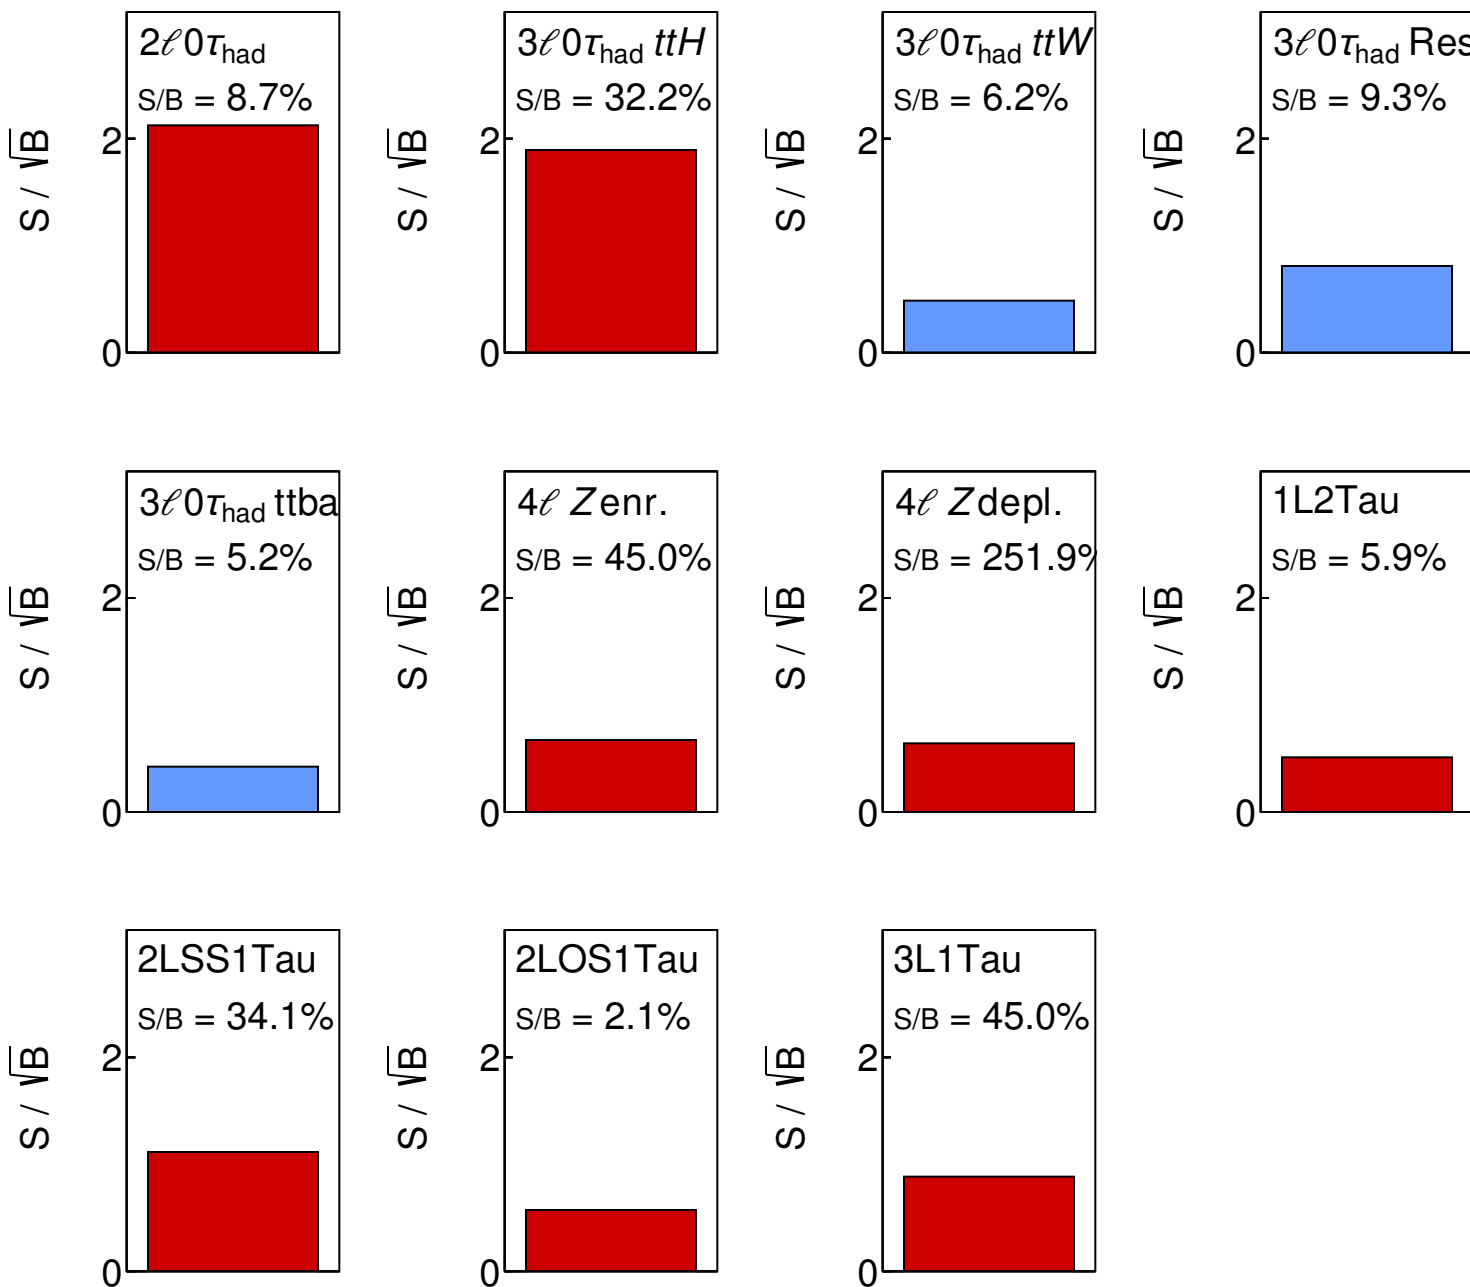 2ℓ0τhad
S/B = 8.7%
S / √B
2
0
3ℓ0τhad ttH
S/B = 32.2%
S / √B
2
0
3ℓ0τhad ttW
S/B = 6.2%
S / √B
2
0
3ℓ0τhad Res
S/B = 9.3%
S / √B
2
0
3ℓ0τhad ttba
S/B = 5.2%
S / √B
2
0
4ℓ Z enr.
S/B = 45.0%
S / √B
2
0
4ℓ Z depl.
S/B = 251.9%
S / √B
2
0
1L2Tau
S/B = 5.9%
S / √B
2
0
2LSS1Tau
S/B = 34.1%
S / √B
2
0
2LOS1Tau
S/B = 2.1%
S / √B
2
0
3L1Tau
S/B = 45.0%
S / √B
2
0